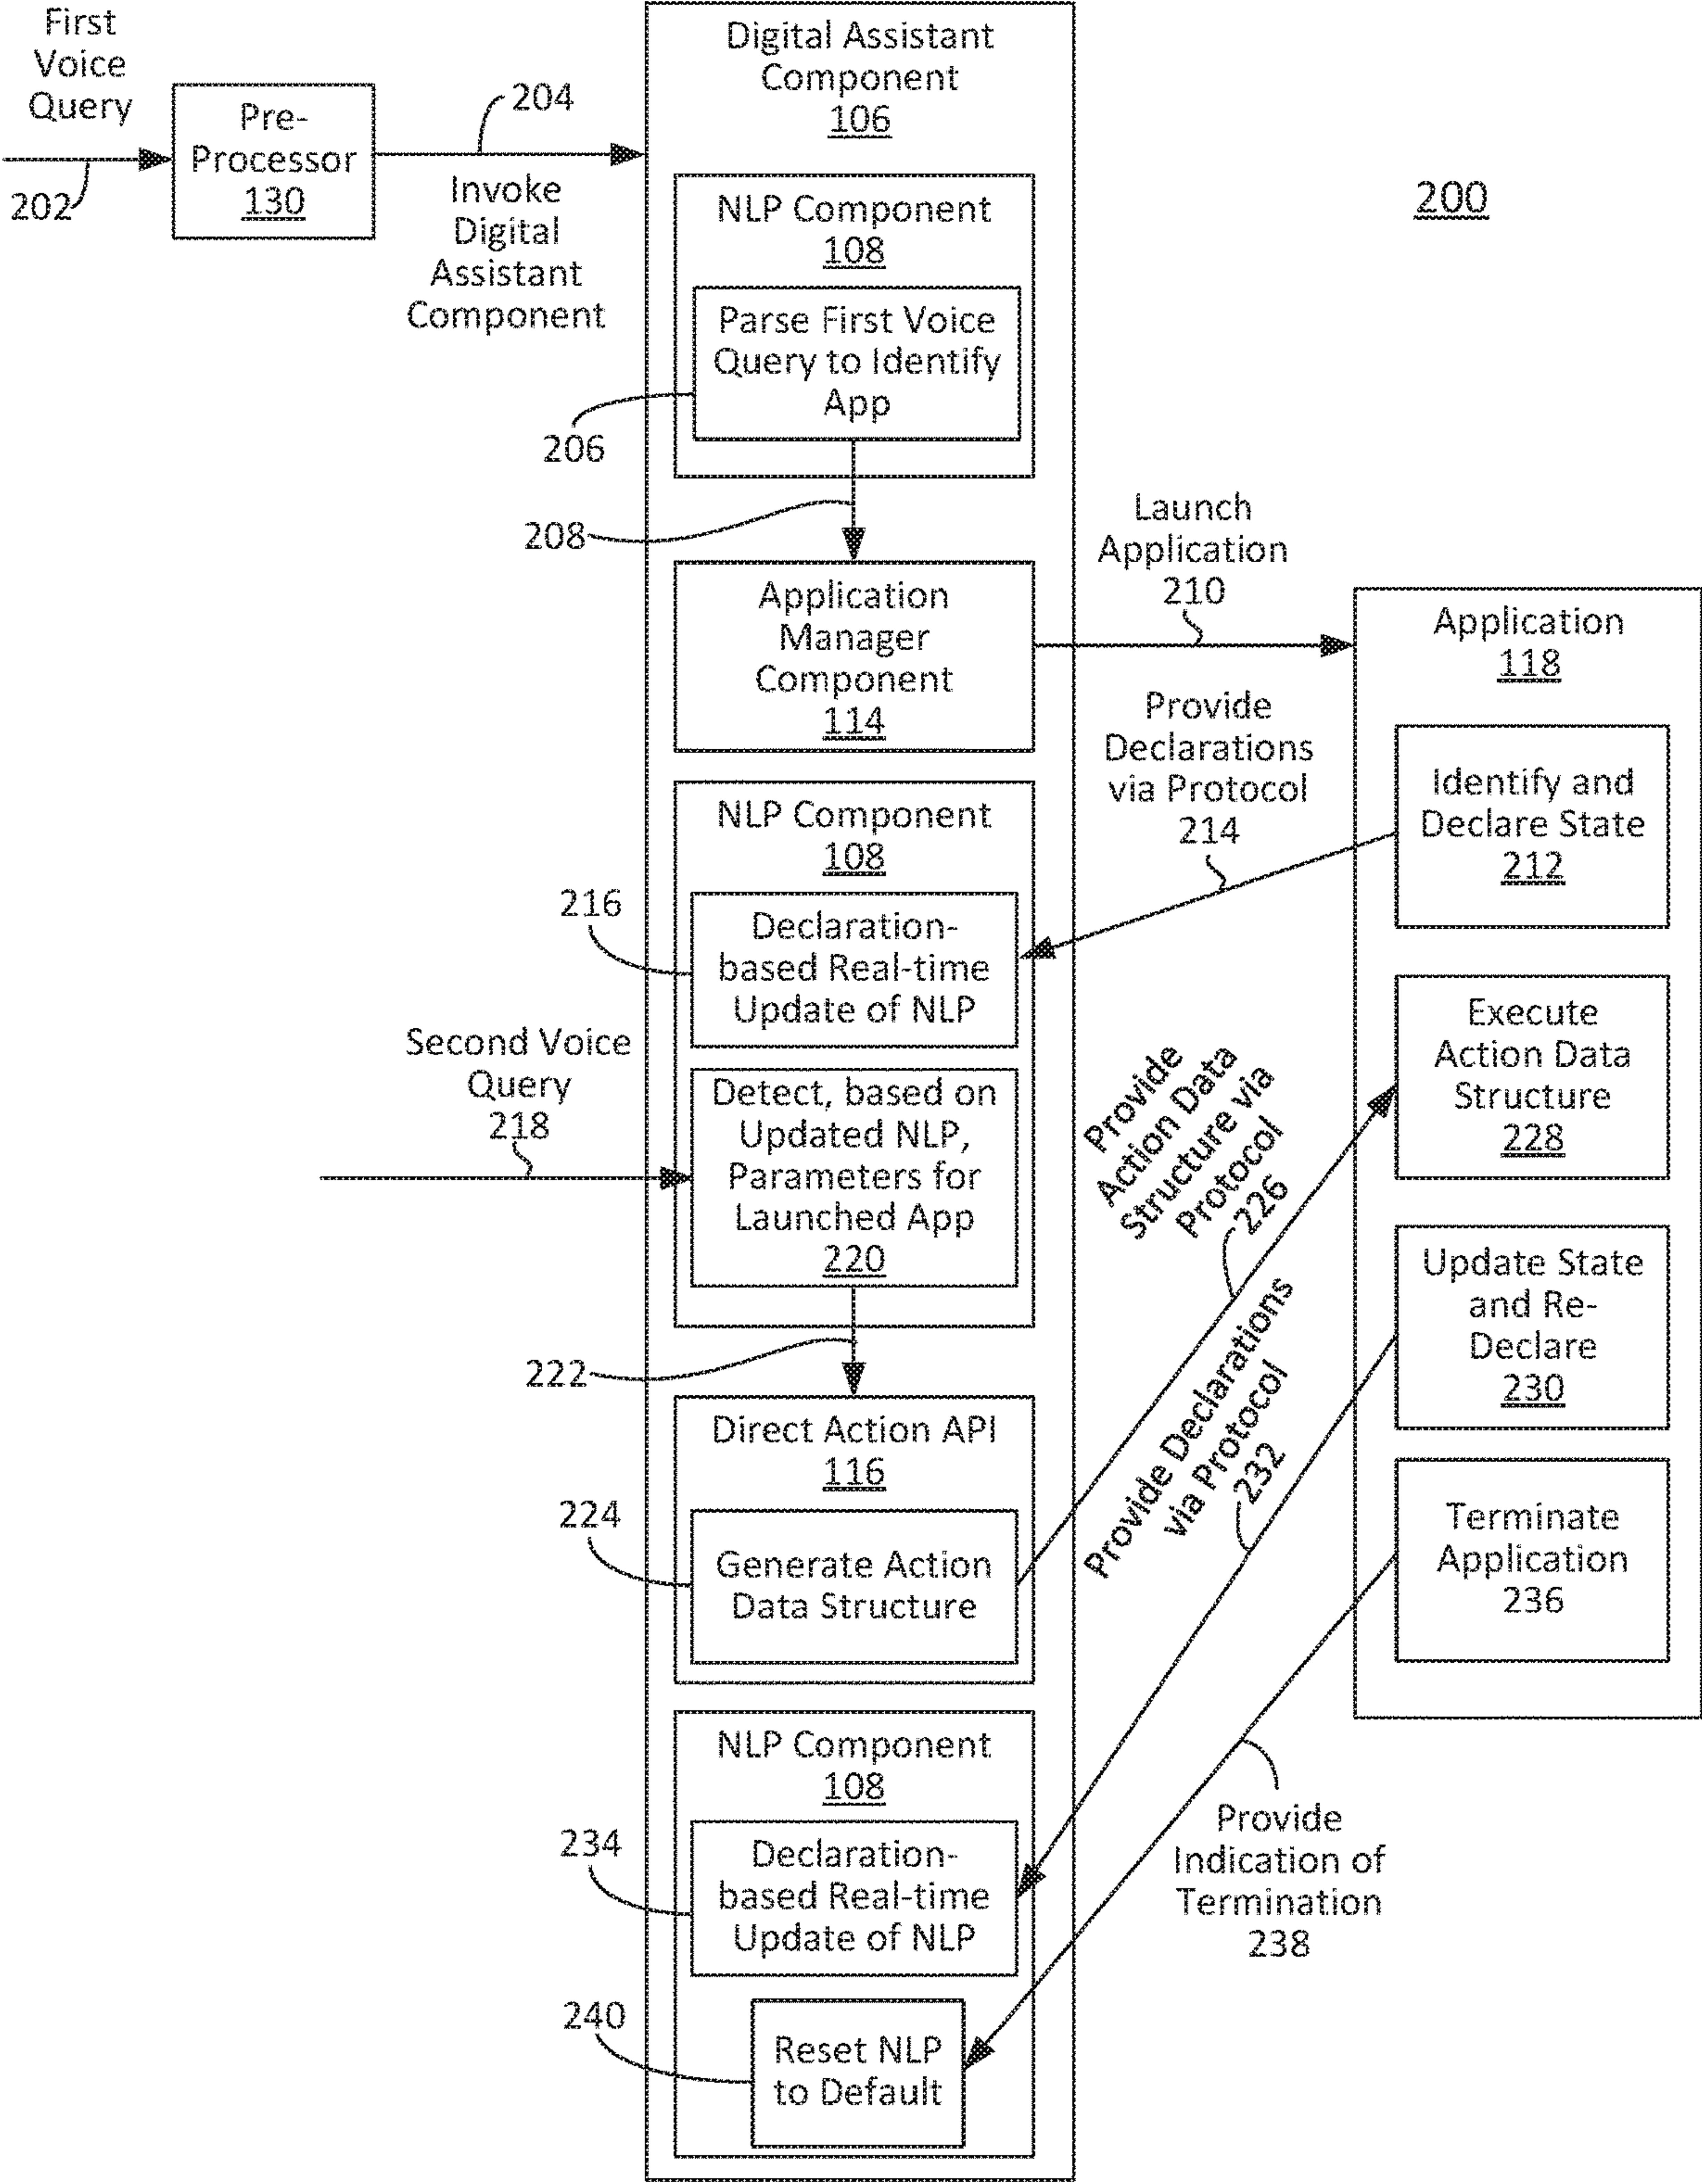 First
Voice
Query
202
Pre-
Processor
130
204
Invoke
Digital
Assistant
Component
Digital Assistant
Component
106
200
NLP Component
108
Parse First Voice
Query to Identify
App
206
208
Application
Manager
Component
114
Launch
Application
210
Application
118
Provide
Declarations
via Protocol
214
Identify and
Declare State
212
NLP Component
108
216
Declaration-
based Real-time
Update of NLP
Second Voice
Query
218
Detect, based on
Updated NLP,
Parameters for
Launched App
220
Provide
Action Data
Structure via
Protocol
226
Execute
Action Data
Structure
228
222
Update State
and Re-
Declare
230
Direct Action API
116
224
Generate Action
Data Structure
Provide Declarations
via Protocol
232
Terminate
Application
236
NLP Component
108
234
Declaration-
based Real-time
Update of NLP
Provide
Indication of
Termination
238
240
Reset NLP
to Default